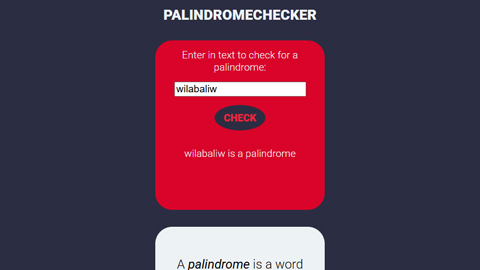 PALINDROMECHECKER
Enter in text to check for a
palindrome:
wilabaliw
CHECK
wilabaliw is a palindrome
A palindrome is a word